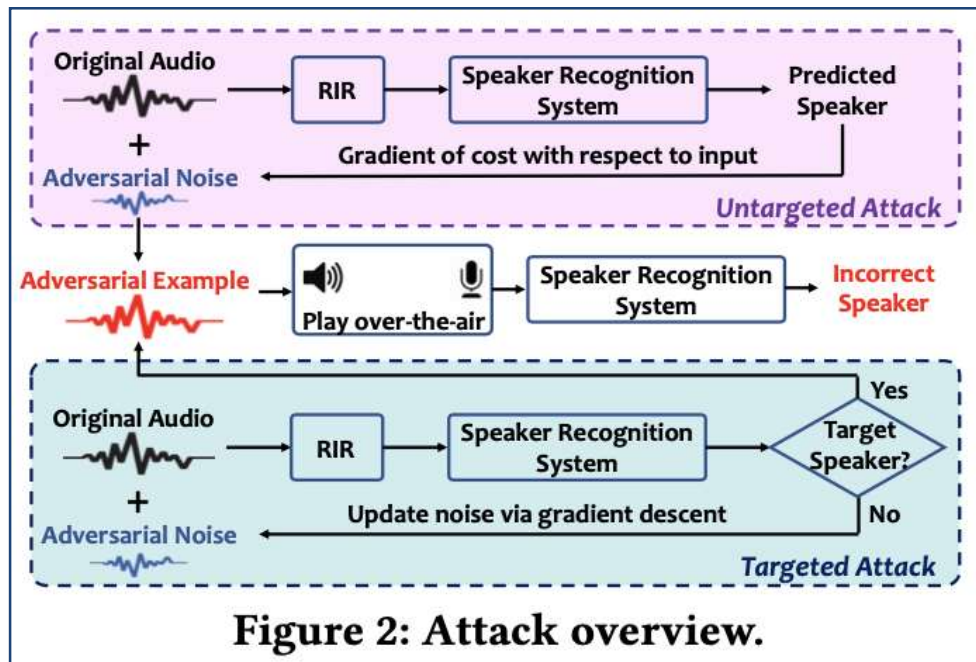 Original Audio
RIR
Speaker Recognition
System
Predicted
Speaker
+
Gradient of cost with respect to input
Adversarial Noise
Untargeted Attack
Adversarial Example
Play over-the-air
Speaker Recognition
System
Incorrect
Speaker
Yes
Original Audio
RIR
Speaker Recognition
System
Target
Speaker?
+
Update noise via gradient descent
No
Adversarial Noise
Targeted Attack
Figure 2: Attack overview.